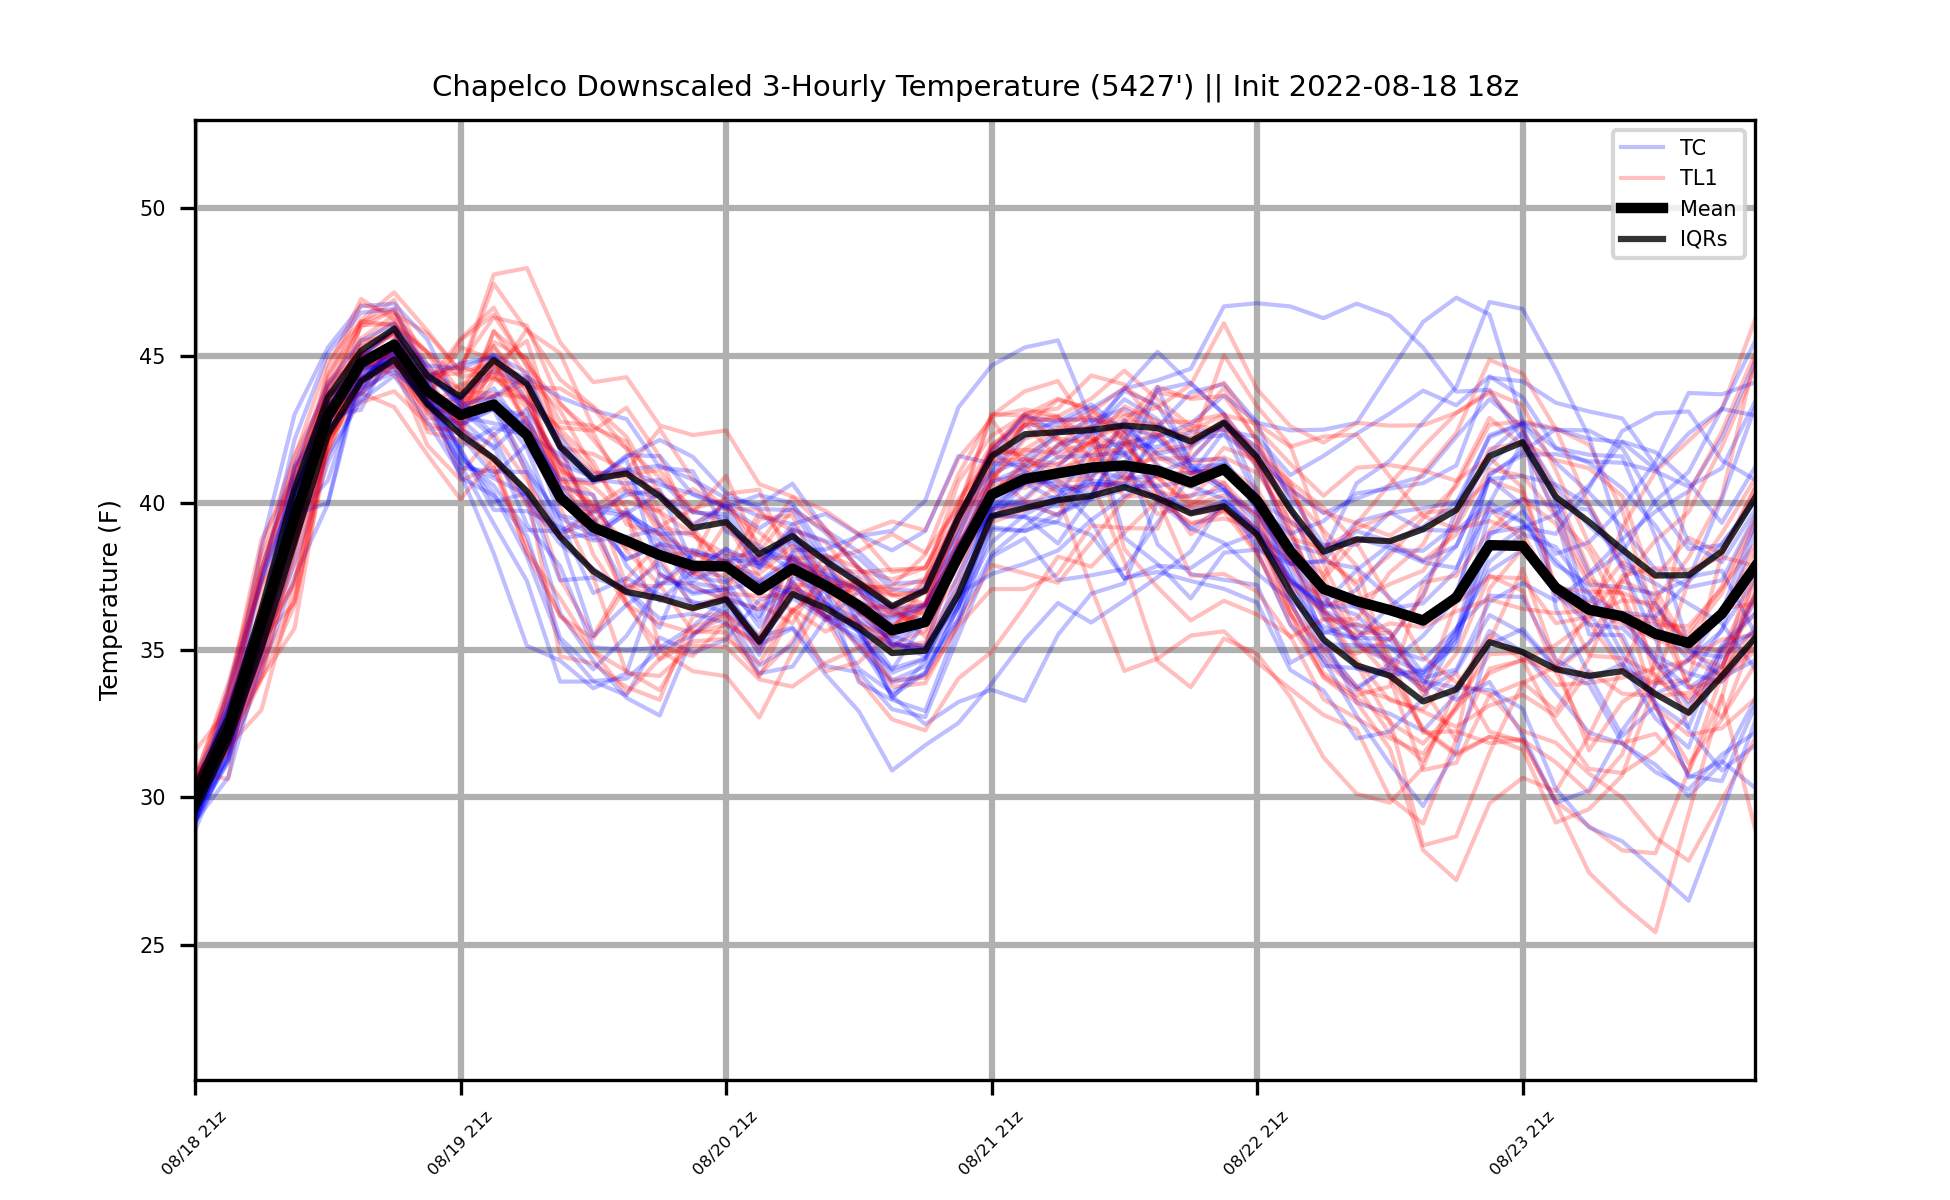 Chapelco Downscaled 3-Hourly Temperature (5427') || Init 2022-08-18 18z
TC
TL1
Mean
IQRs
Temperature (F)
50
45
40
35
30
25
08/18 21z
08/19 21z
08/20 21z
08/21 21z
08/22 21z
08/23 21z